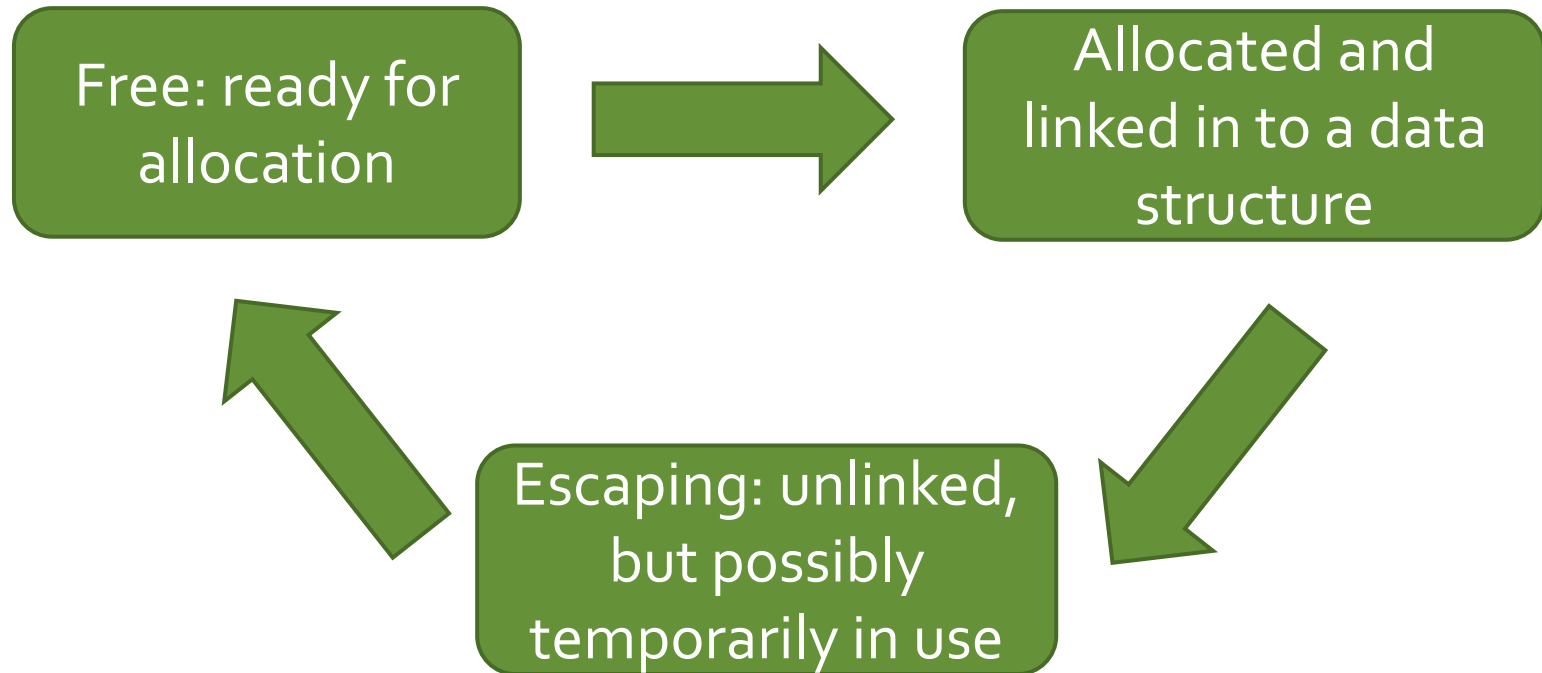 Free: ready for
allocation
Allocated and
linked in to a data
structure
Escaping: unlinked,
but possibly
temporarily in use